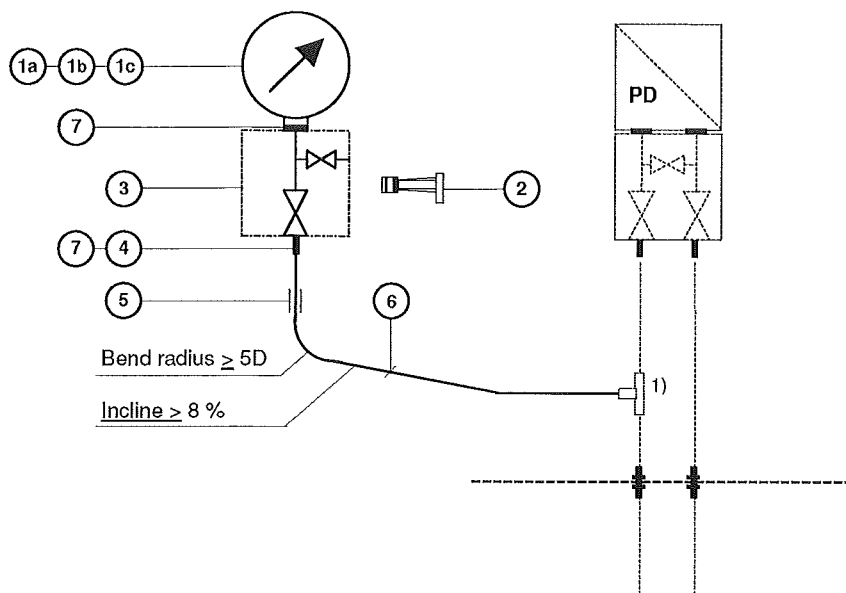 1a 1b 1c
PD
7
3
2
7 4
5
6
Bend radius ≥ 5D
1)
Incline > 8 %